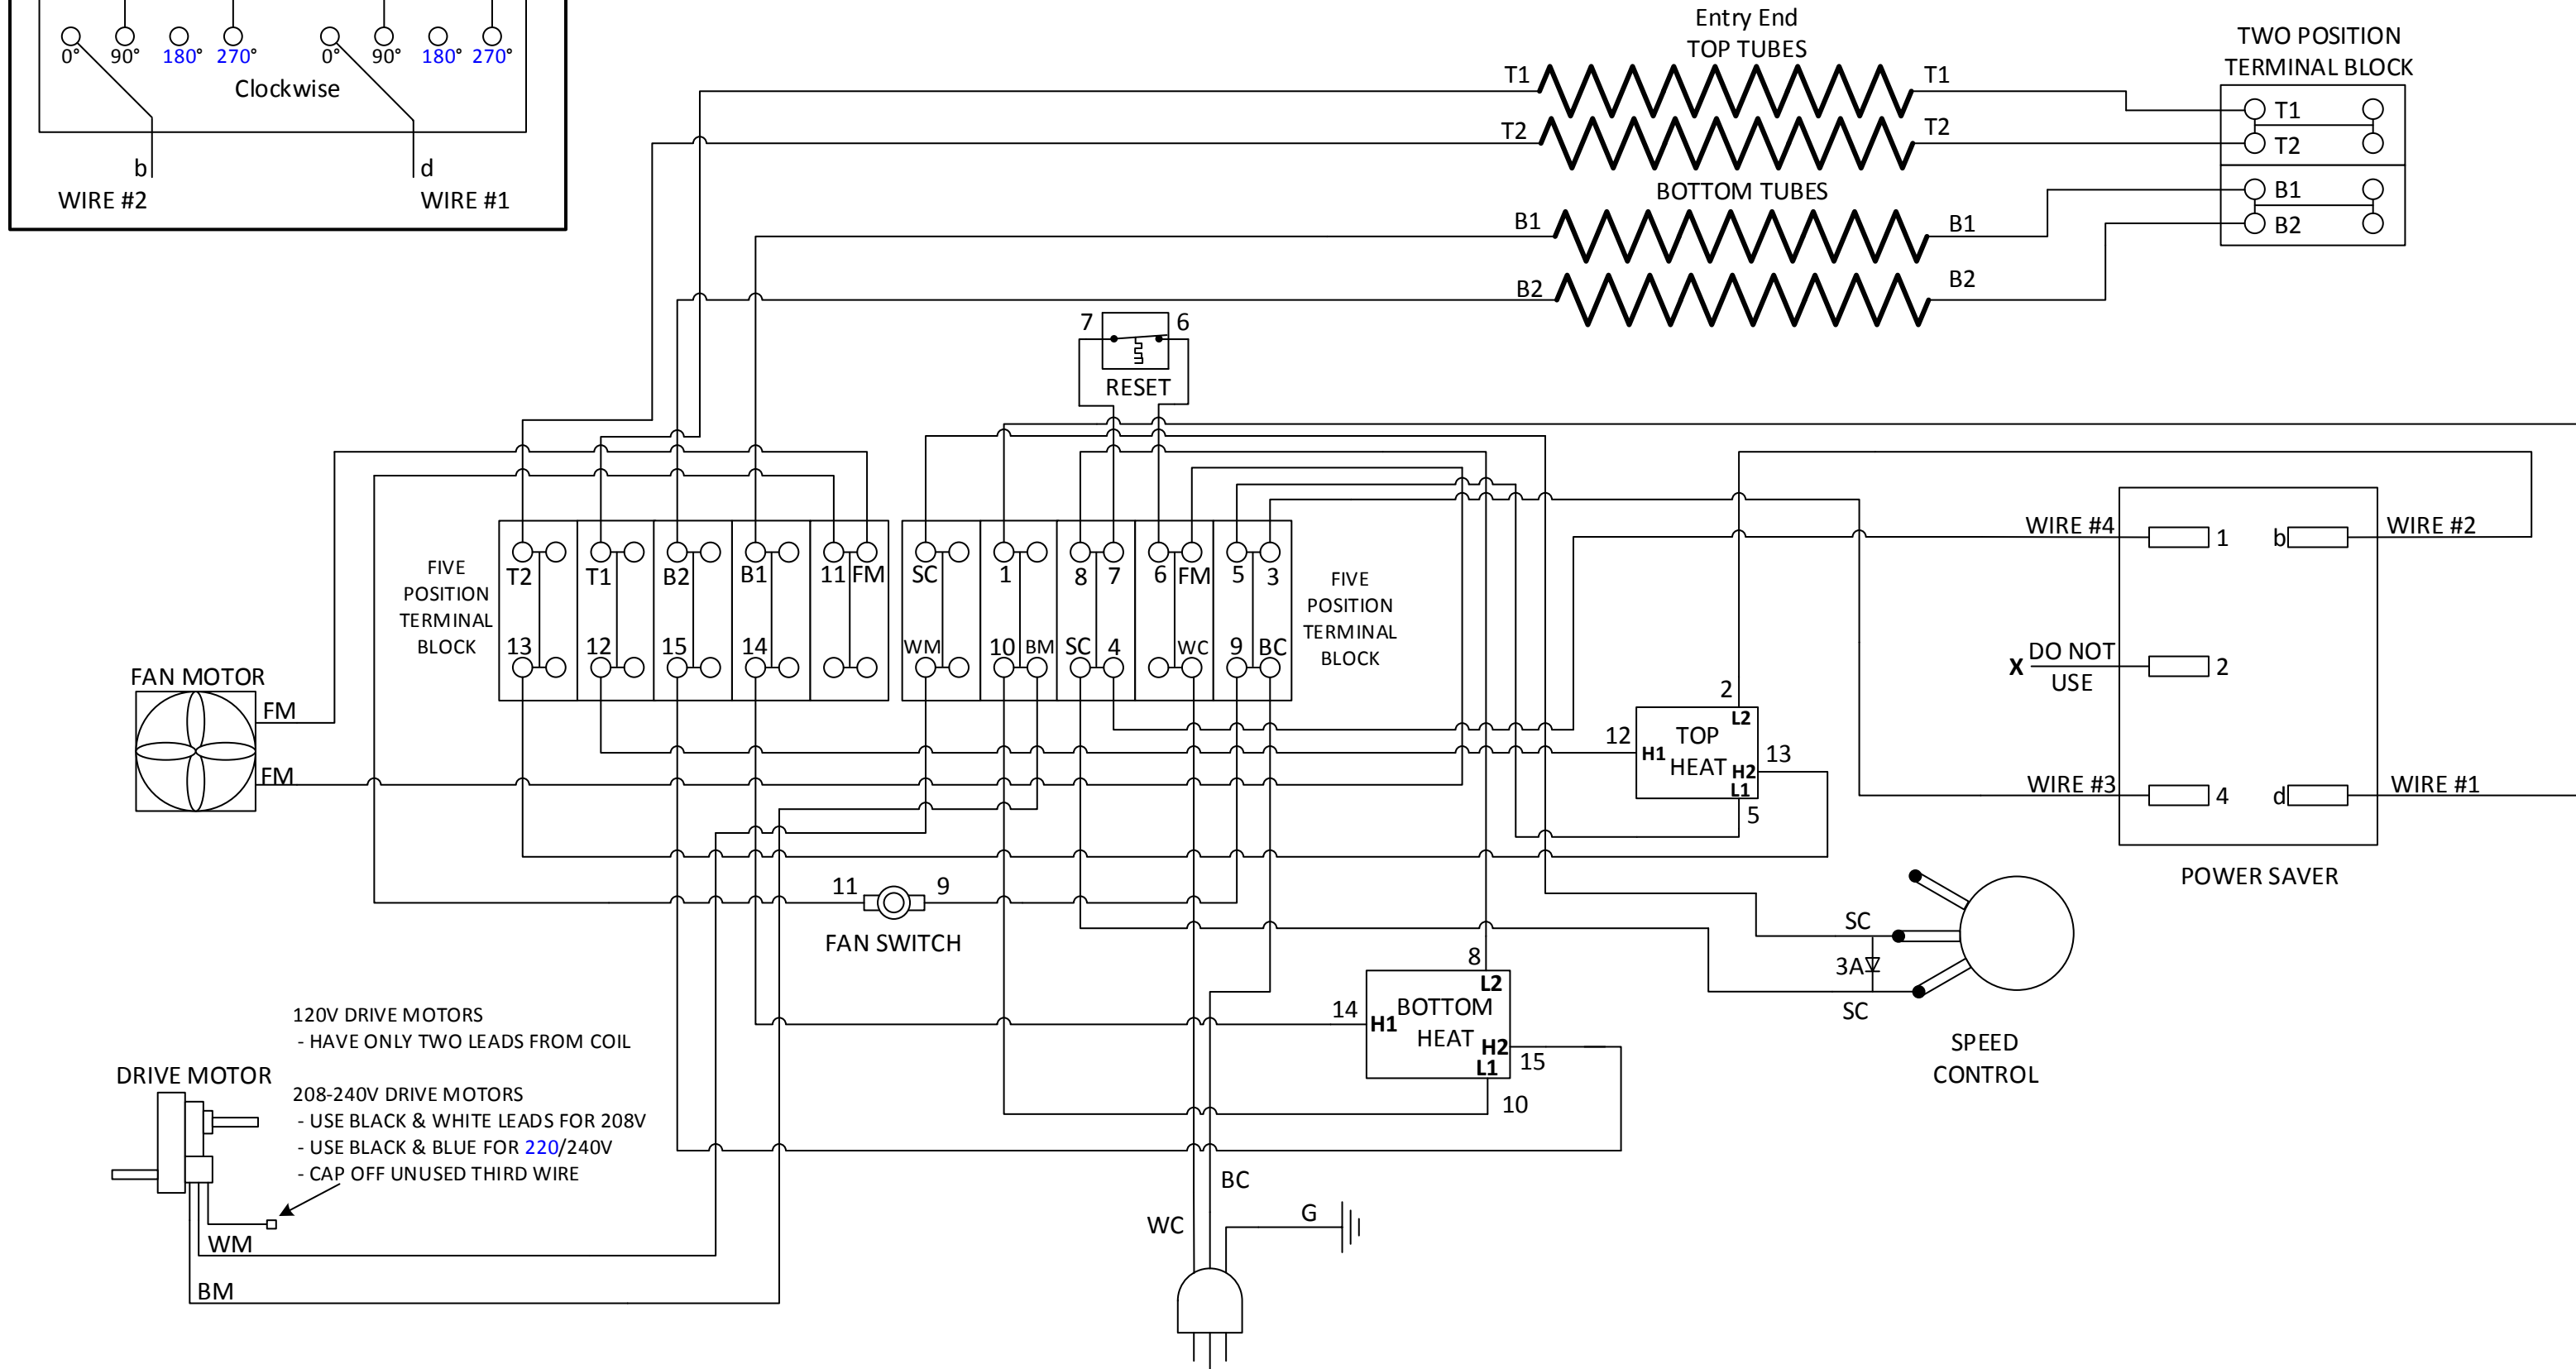 0° 90° 180° 270° 0° 90° 180° 270°
Clockwise
b d
WIRE #2 WIRE #1
Entry End
TOP TUBES
T1 T1
T2 T2
BOTTOM TUBES
B1 B1
B2 B2
TWO POSITION
TERMINAL BLOCK
T1
T2
B1
B2
7 6
RESET
FIVE
POSITION
TERMINAL
BLOCK
T2 T1 B2 B1 11 FM
13 12 15 14
SC 1 8 7 6 FM 5 3
WM 10 BM SC 4 WC 9 BC
FIVE
POSITION
TERMINAL
BLOCK
WIRE #4 1 b WIRE #2
X DO NOT
USE
2
WIRE #3 4 d WIRE #1
POWER SAVER
FAN MOTOR
FM
FM
2
L2
12 H1 TOP
HEAT
H2 13
L1
5
11 9
FAN SWITCH
SC
3A
SC
SPEED
CONTROL
8
L2
14 H1 BOTTOM
HEAT
H2 15
L1
10
120V DRIVE MOTORS
- HAVE ONLY TWO LEADS FROM COIL
DRIVE MOTOR
208-240V DRIVE MOTORS
- USE BLACK & WHITE LEADS FOR 208V
- USE BLACK & BLUE FOR 220/240V
- CAP OFF UNUSED THIRD WIRE
WM
BM
BC
WC
G